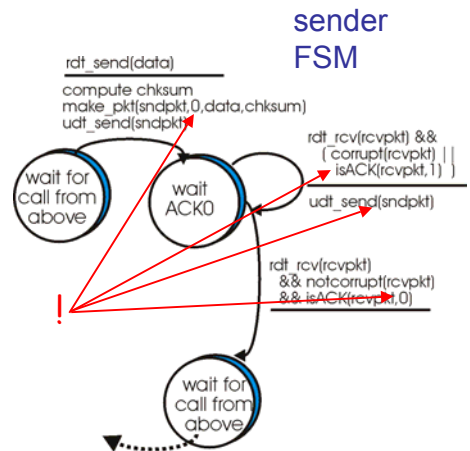 sender
FSM
rdt_send(data)
compute chksum
make_pkt(sndpkt,0,data,chksum)
udt_send(sndpkt)
rdt_rcv(rcvpkt) &&
( corrupt(rcvpkt) ||
isACK(rcvpkt,1) )
wait for
call from
above
wait
ACK0
udt_send(sndpkt)
rdt_rcv(rcvpkt)
&& notcorrupt(rcvpkt)
&& isACK(rcvpkt,0)
!
wait for
call from
above